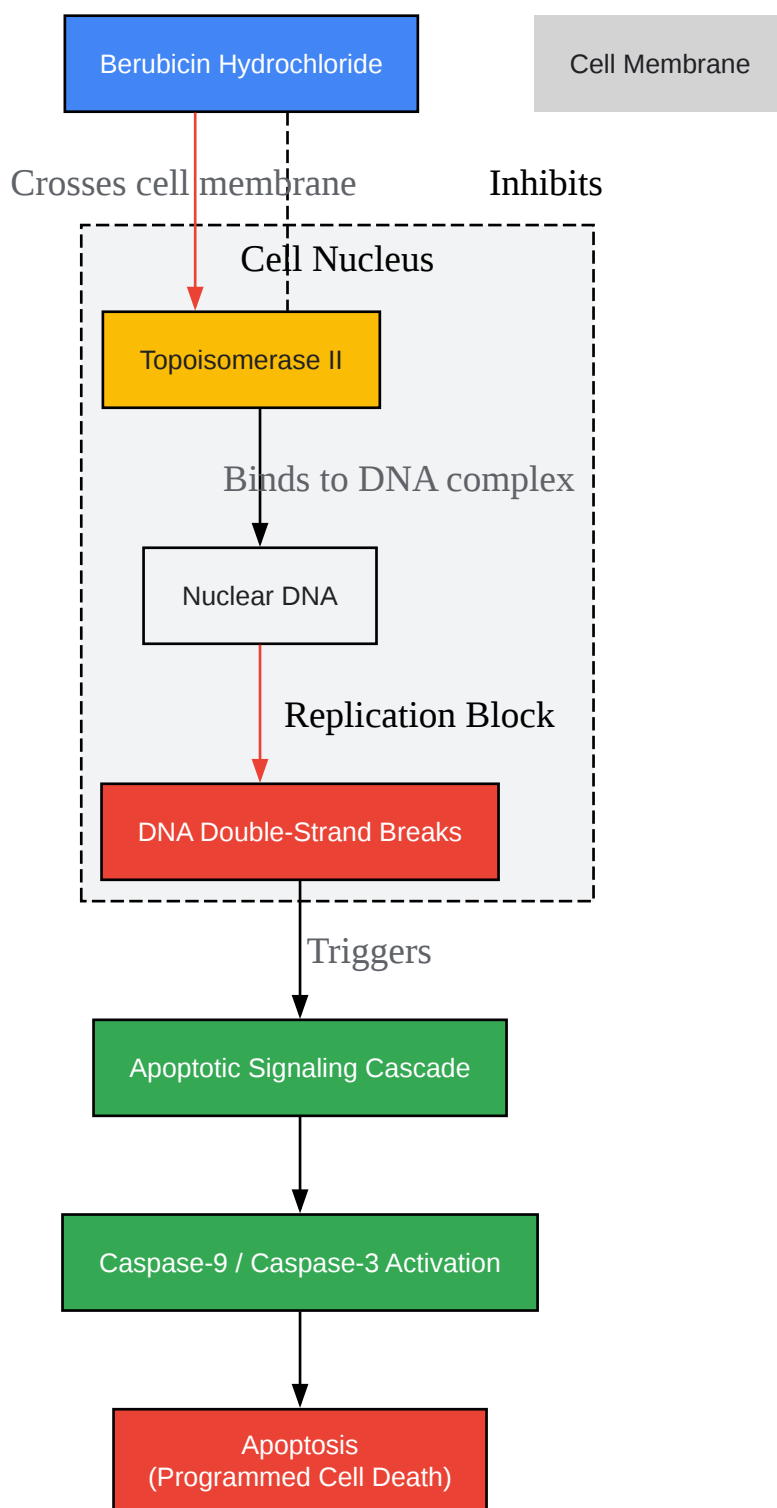 Berubicin Hydrochloride
Cell Membrane
Crosses cell membrane
Inhibits
Cell Nucleus
Topoisomerase II
Binds to DNA complex
Nuclear DNA
Replication Block
DNA Double-Strand Breaks
Triggers
Apoptotic Signaling Cascade
Caspase-9 / Caspase-3 Activation
Apoptosis
(Programmed Cell Death)